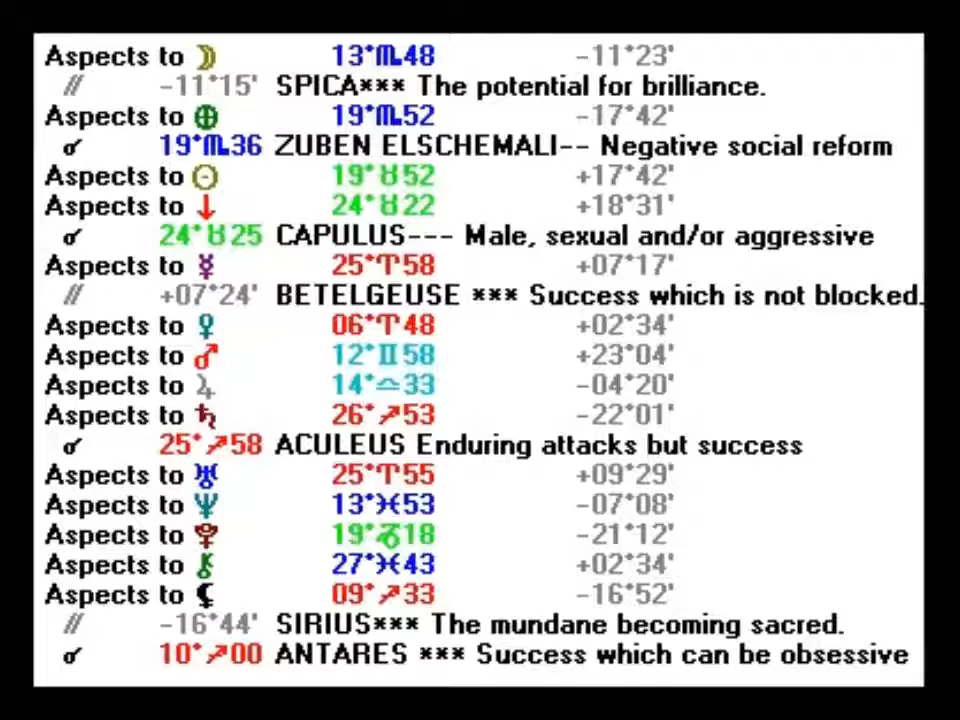 Aspects to ☽ 13°♏48 -11°23'
// -11°15' SPICA*** The potential for brilliance.
Aspects to ⊕ 19°♏52 -17°42'
☌ 19°♏36 ZUBEN ELSCHEMALI-- Negative social reform
Aspects to ☉ 19°♉52 +17°42'
Aspects to ↓ 24°♉22 +18°31'
☌ 24°♉25 CAPULUS--- Male, sexual and/or aggressive
Aspects to ☿ 25°♈58 +07°17'
// +07°24' BETELGEUSE *** Success which is not blocked.
Aspects to ♀ 06°♈48 +02°34'
Aspects to ♂ 12°♊58 +23°04'
Aspects to ♃ 14°♎33 -04°20'
Aspects to ♄ 26°♐53 -22°01'
☌ 25°♐58 ACULEUS Enduring attacks but success
Aspects to ♅ 25°♈55 +09°29'
Aspects to ♆ 13°♓53 -07°08'
Aspects to ♇ 19°♑18 -21°12'
Aspects to ⚷ 27°♓43 +02°34'
Aspects to ⚸ 09°♐33 -16°52'
// -16°44' SIRIUS*** The mundane becoming sacred.
☌ 10°♐00 ANTARES *** Success which can be obsessive